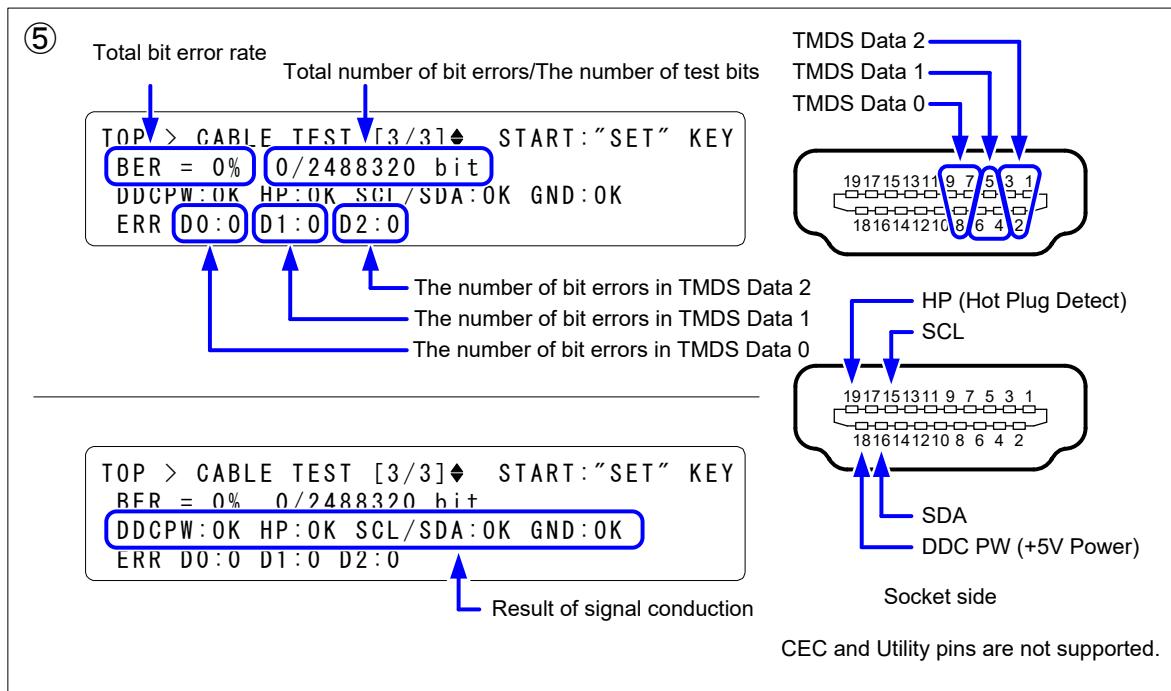 ⑤
Total bit error rate
Total number of bit errors/The number of test bits
TOP > CABLE TEST [3/3]♦ START:"SET" KEY
BER = 0% 0/2488320 bit
DDCPW:OK HP:OK SCL/SDA:OK GND:OK
ERR D0:0 D1:0 D2:0
The number of bit errors in TMDS Data 2
The number of bit errors in TMDS Data 1
The number of bit errors in TMDS Data 0
TMDS Data 2
TMDS Data 1
TMDS Data 0
19 17 15 13 11 9 7 5 3 1
18 16 14 12 10 8 6 4 2
HP (Hot Plug Detect)
SCL
19 17 15 13 11 9 7 5 3 1
18 16 14 12 10 8 6 4 2
SDA
DDC PW (+5V Power)
Socket side
CEC and Utility pins are not supported.
TOP > CABLE TEST [3/3]♦ START:"SET" KEY
BER = 0% 0/2488320 bit
DDCPW:OK HP:OK SCL/SDA:OK GND:OK
ERR D0:0 D1:0 D2:0
Result of signal conduction